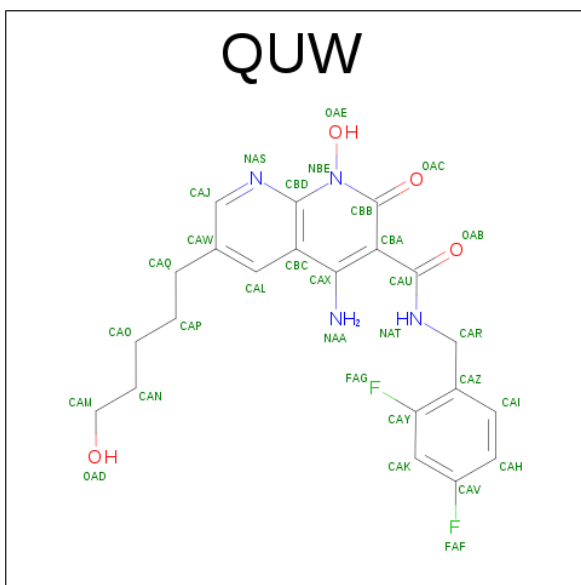 QUW
OAE
OH
NAS N NBE N O OAC
CAJ CBD CBB
CAW CBA O OAB
CAQ CBC CAX CAU
CAL
CAP NH₂ HN CAR
CAO NAA NAT
FAG F CAZ CAI
CAM CAN CAY
OH CAK CAH
OAD CAV
F
FAF